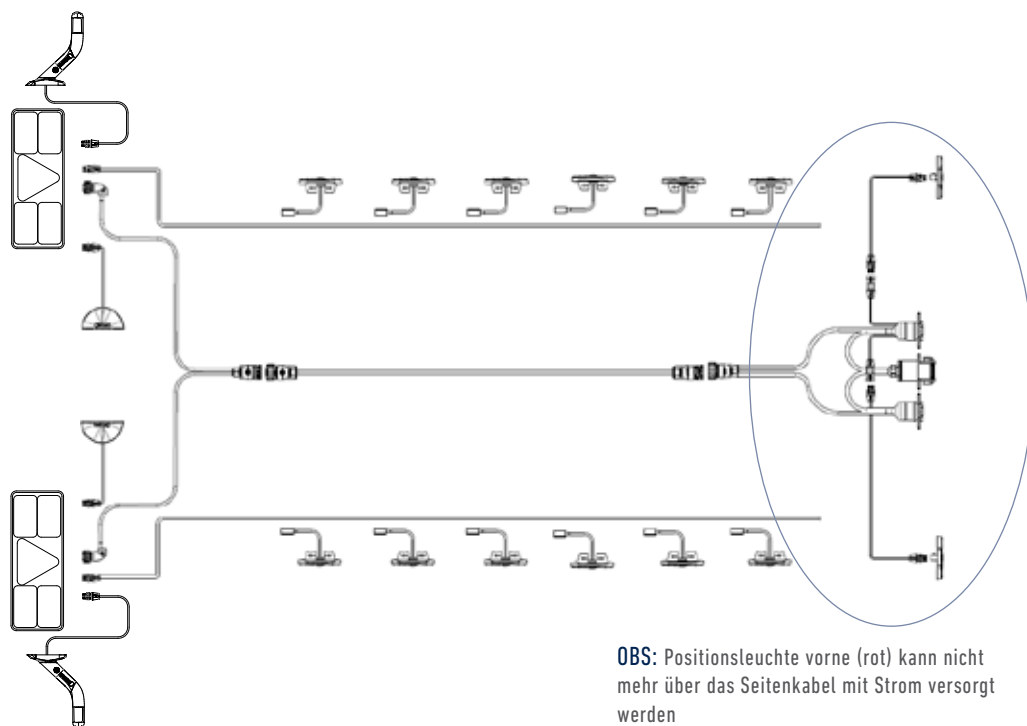 OBS: Positionsleuchte vorne (rot) kann nicht
mehr über das Seitenkabel mit Strom versorgt
werden